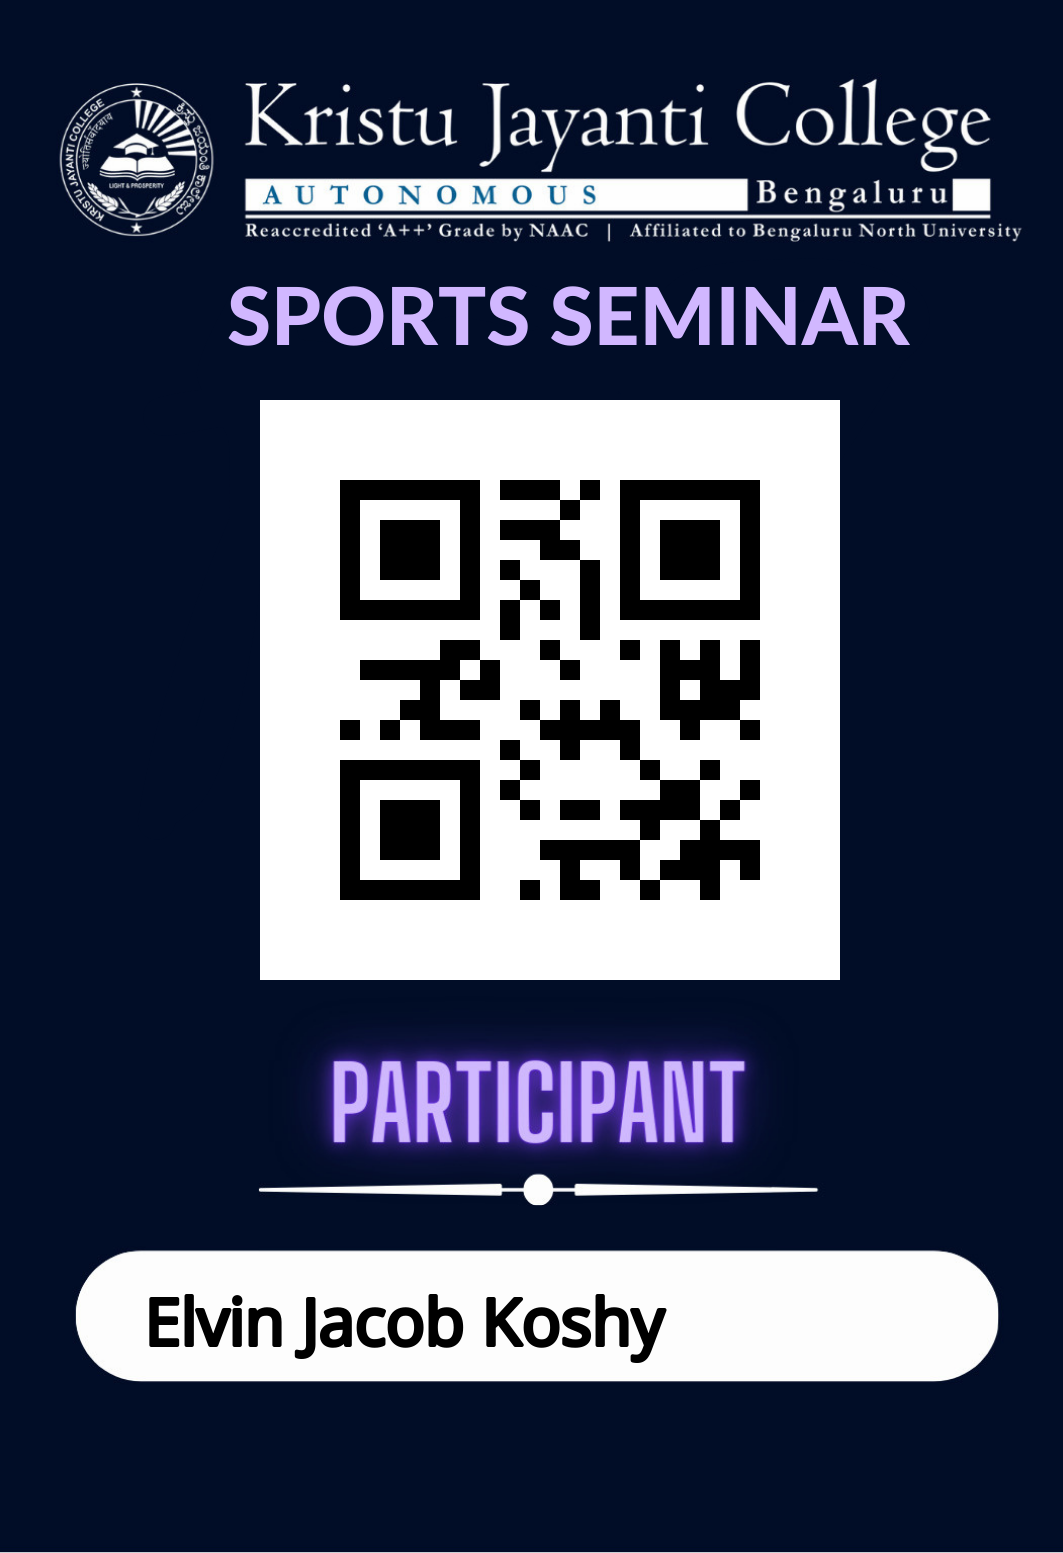 KRISTU JAYANTI COLLEGE
LIGHT & PROSPERITY
Kristu Jayanti College
AUTONOMOUS Bengaluru
Reaccredited ‘A++’ Grade by NAAC | Affiliated to Bengaluru North University
SPORTS SEMINAR
PARTICIPANT
Elvin Jacob Koshy